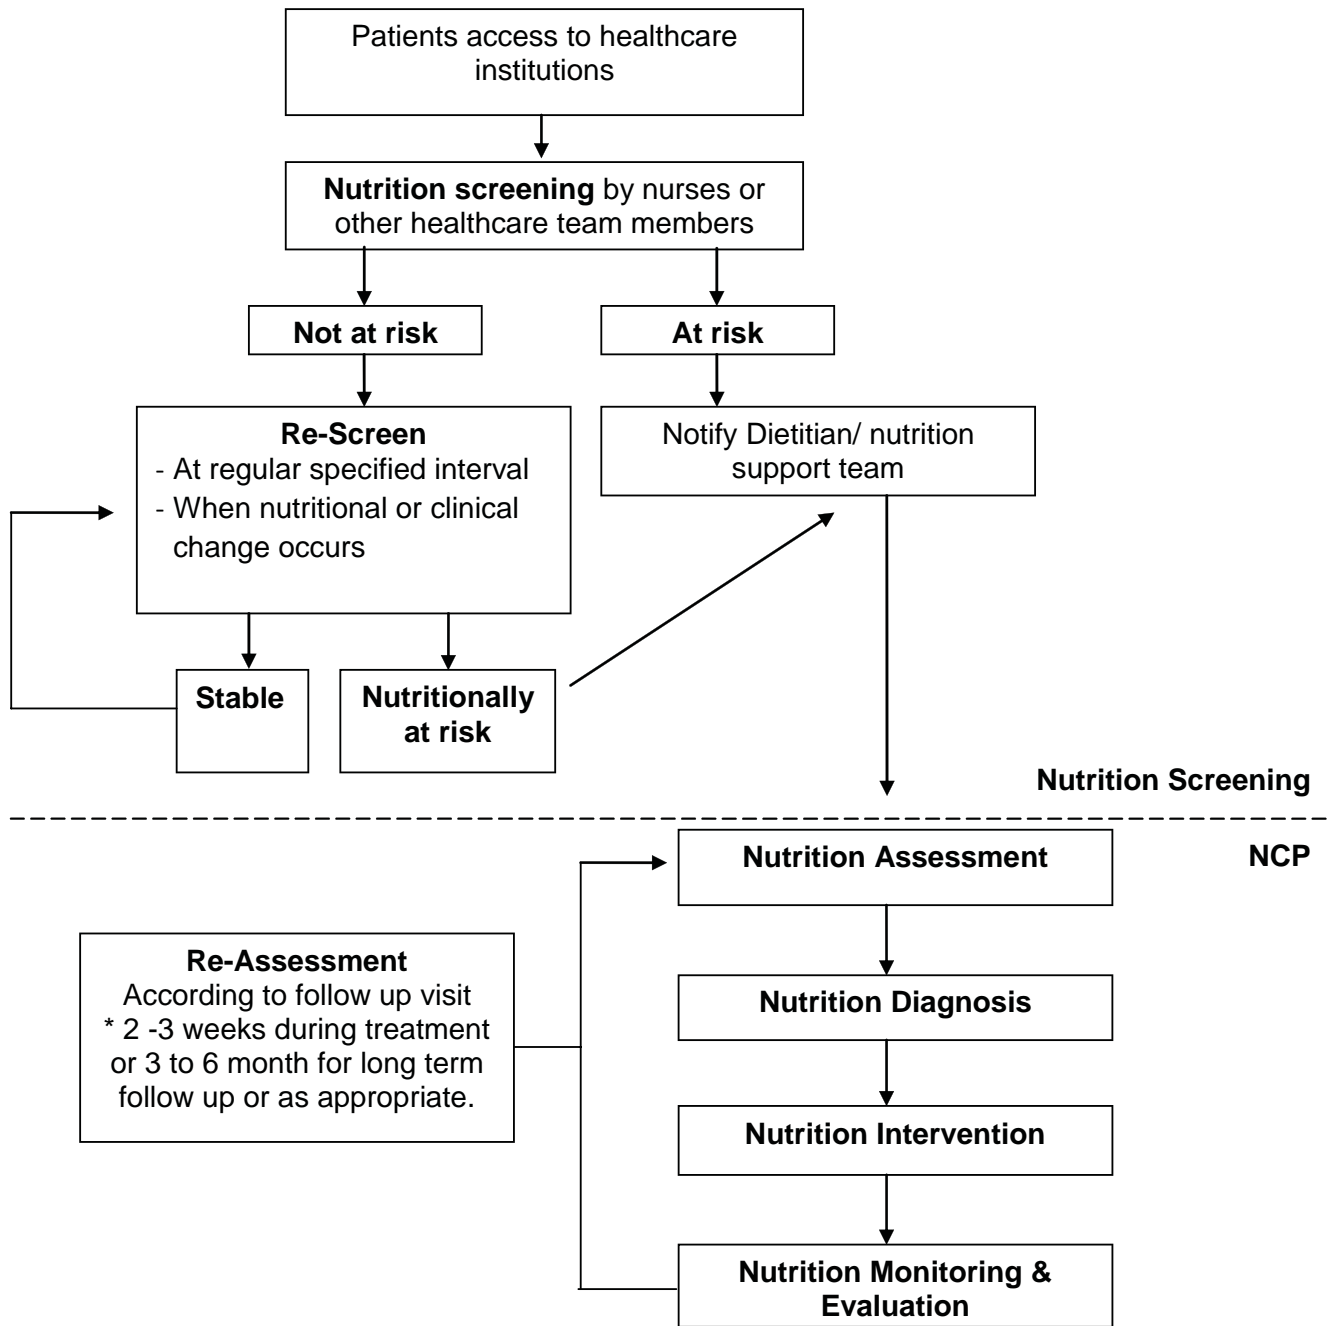 Patients access to healthcare
institutions
Nutrition screening by nurses or
other healthcare team members
Not at risk
At risk
Re-Screen
- At regular specified interval
- When nutritional or clinical
change occurs
Notify Dietitian/ nutrition
support team
Stable
Nutritionally
at risk
Nutrition Screening
NCP
Nutrition Assessment
Re-Assessment
According to follow up visit
* 2 -3 weeks during treatment
or 3 to 6 month for long term
follow up or as appropriate.
Nutrition Diagnosis
Nutrition Intervention
Nutrition Monitoring &
Evaluation